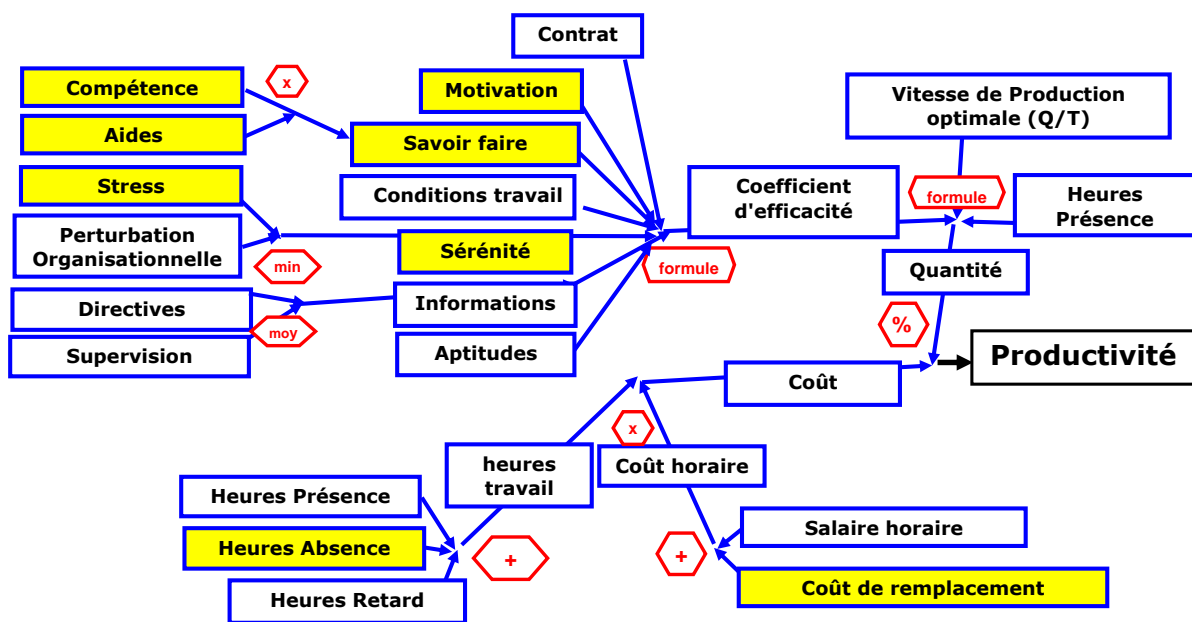 Contrat
Compétence
x
Motivation
Vitesse de Production
optimale (Q/T)
Aides
Savoir faire
Stress
Conditions travail
Coefficient
d'efficacité
formule
Heures
Présence
Perturbation
Organisationnelle
min
Sérénité
formule
Quantité
Directives
Informations
moy
Supervision
Aptitudes
%
Productivité
Coût
x
heures
travail
Coût horaire
Heures Présence
Salaire horaire
Heures Absence
+
+
Coût de remplacement
Heures Retard